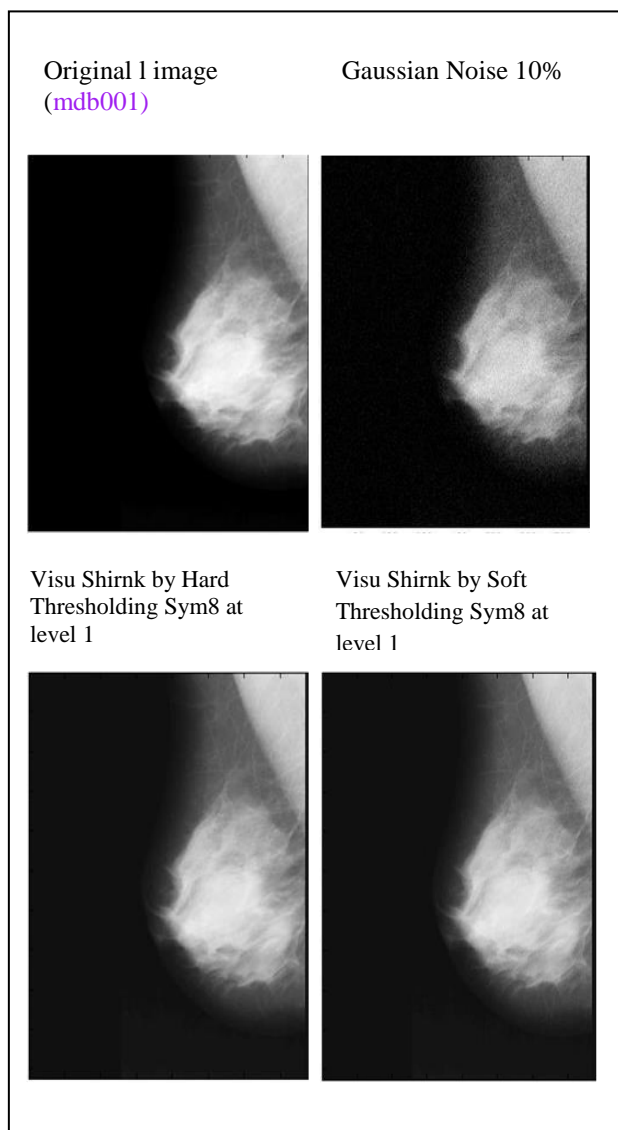 Original l image
(mdb001)
Gaussian Noise 10%
Visu Shirnk by Hard
Thresholding Sym8 at
level 1
Visu Shirnk by Soft
Thresholding Sym8 at
level 1